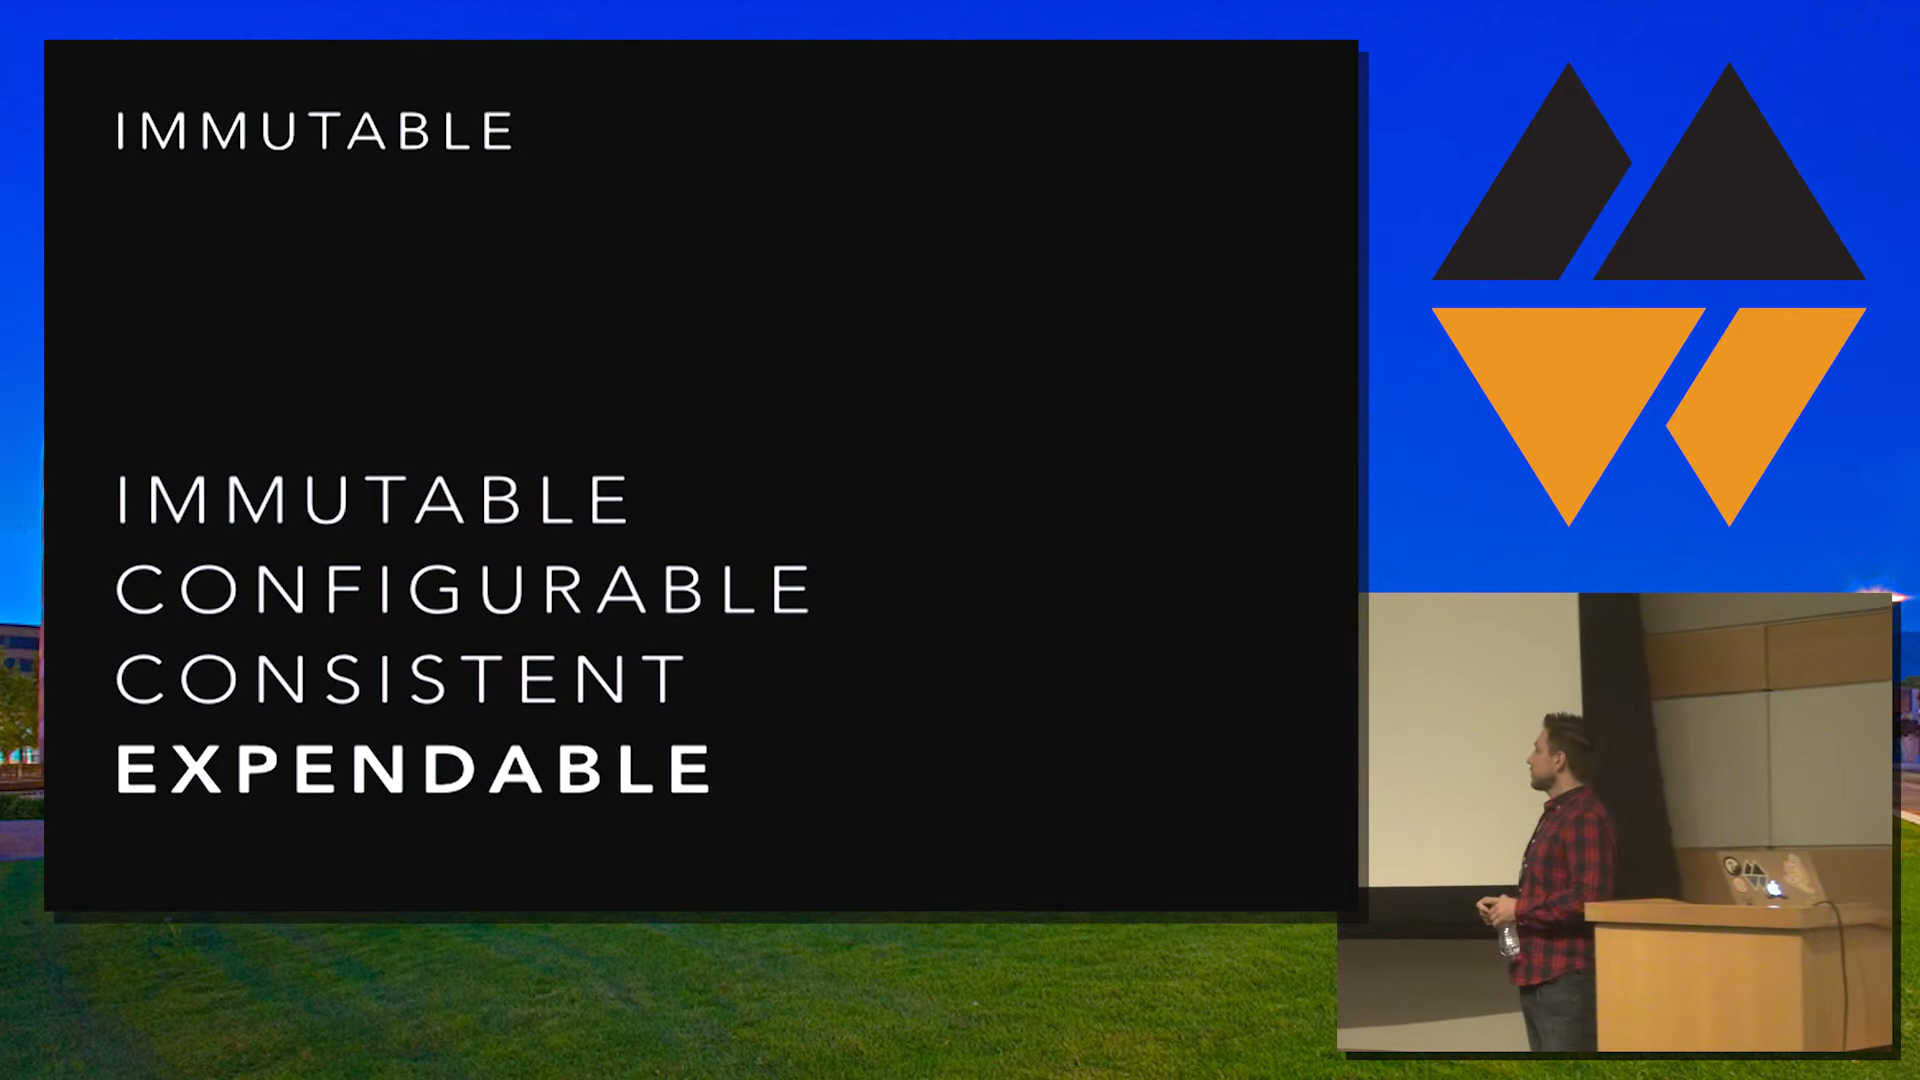 IMMUTABLE
IMMUTABLE
CONFIGURABLE
CONSISTENT
EXPENDABLE